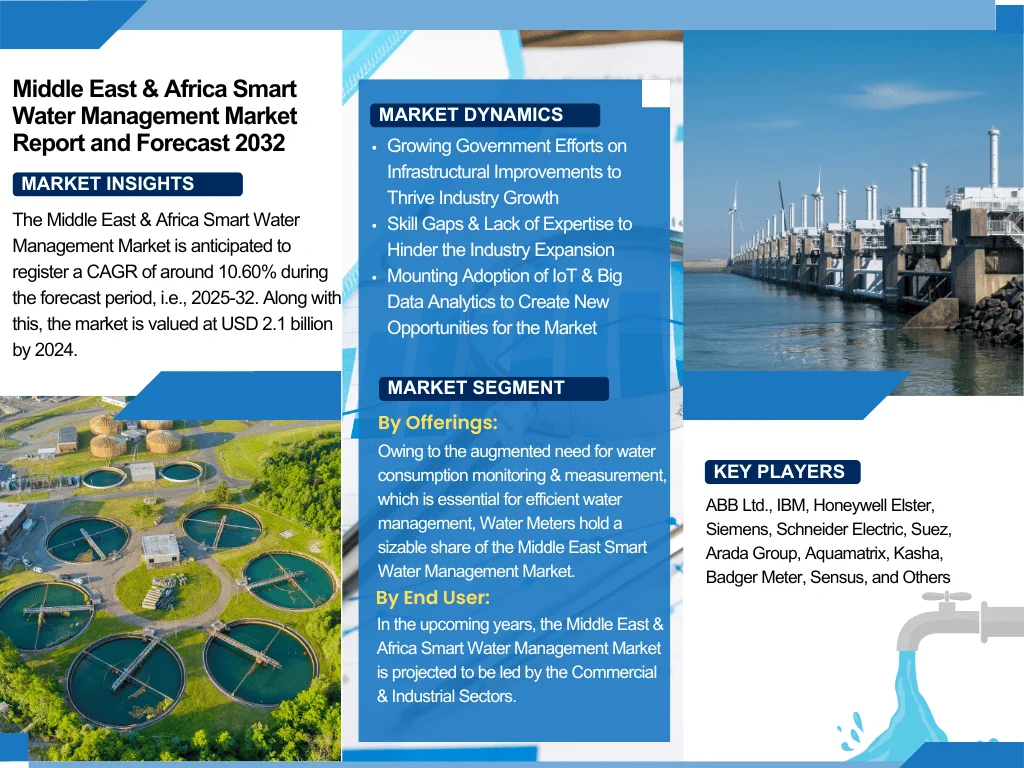 Middle East & Africa Smart
Water Management Market
Report and Forecast 2032
MARKET INSIGHTS
The Middle East & Africa Smart Water
Management Market is anticipated to
register a CAGR of around 10.60% during
the forecast period, i.e., 2025-32. Along with
this, the market is valued at USD 2.1 billion
by 2024.
MARKET DYNAMICS
• Growing Government Efforts on
Infrastructural Improvements to
Thrive Industry Growth
• Skill Gaps & Lack of Expertise to
Hinder the Industry Expansion
• Mounting Adoption of IoT & Big
Data Analytics to Create New
Opportunities for the Market
MARKET SEGMENT
By Offerings:
Owing to the augmented need for water
consumption monitoring & measurement,
which is essential for efficient water
management, Water Meters hold a
sizable share of the Middle East Smart
Water Management Market.
By End User:
In the upcoming years, the Middle East &
Africa Smart Water Management Market
is projected to be led by the Commercial
& Industrial Sectors.
KEY PLAYERS
ABB Ltd., IBM, Honeywell Elster,
Siemens, Schneider Electric, Suez,
Arada Group, Aquamatrix, Kasha,
Badger Meter, Sensus, and Others